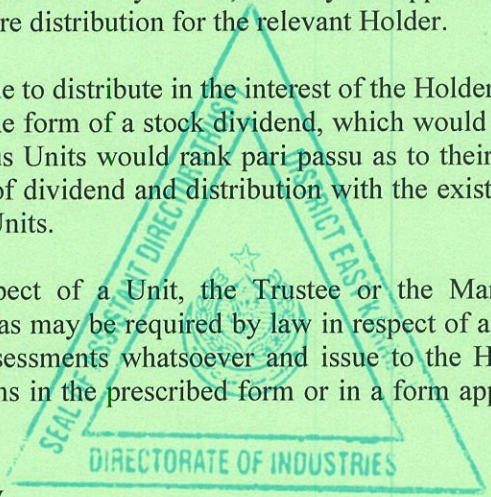 re distribution for the relevant Holder.
e to distribute in the interest of the Holder
e form of a stock dividend, which would
s Units would rank pari passu as to their
of dividend and distribution with the exist
Units.
pect of a Unit, the Trustee or the Mar
as may be required by law in respect of a
sessments whatsoever and issue to the H
ns in the prescribed form or in a form app
SEAL OF ASSISTANT DIRECTOR TRUST
DISTRICT EAST
DIRECTORATE OF INDUSTRIES